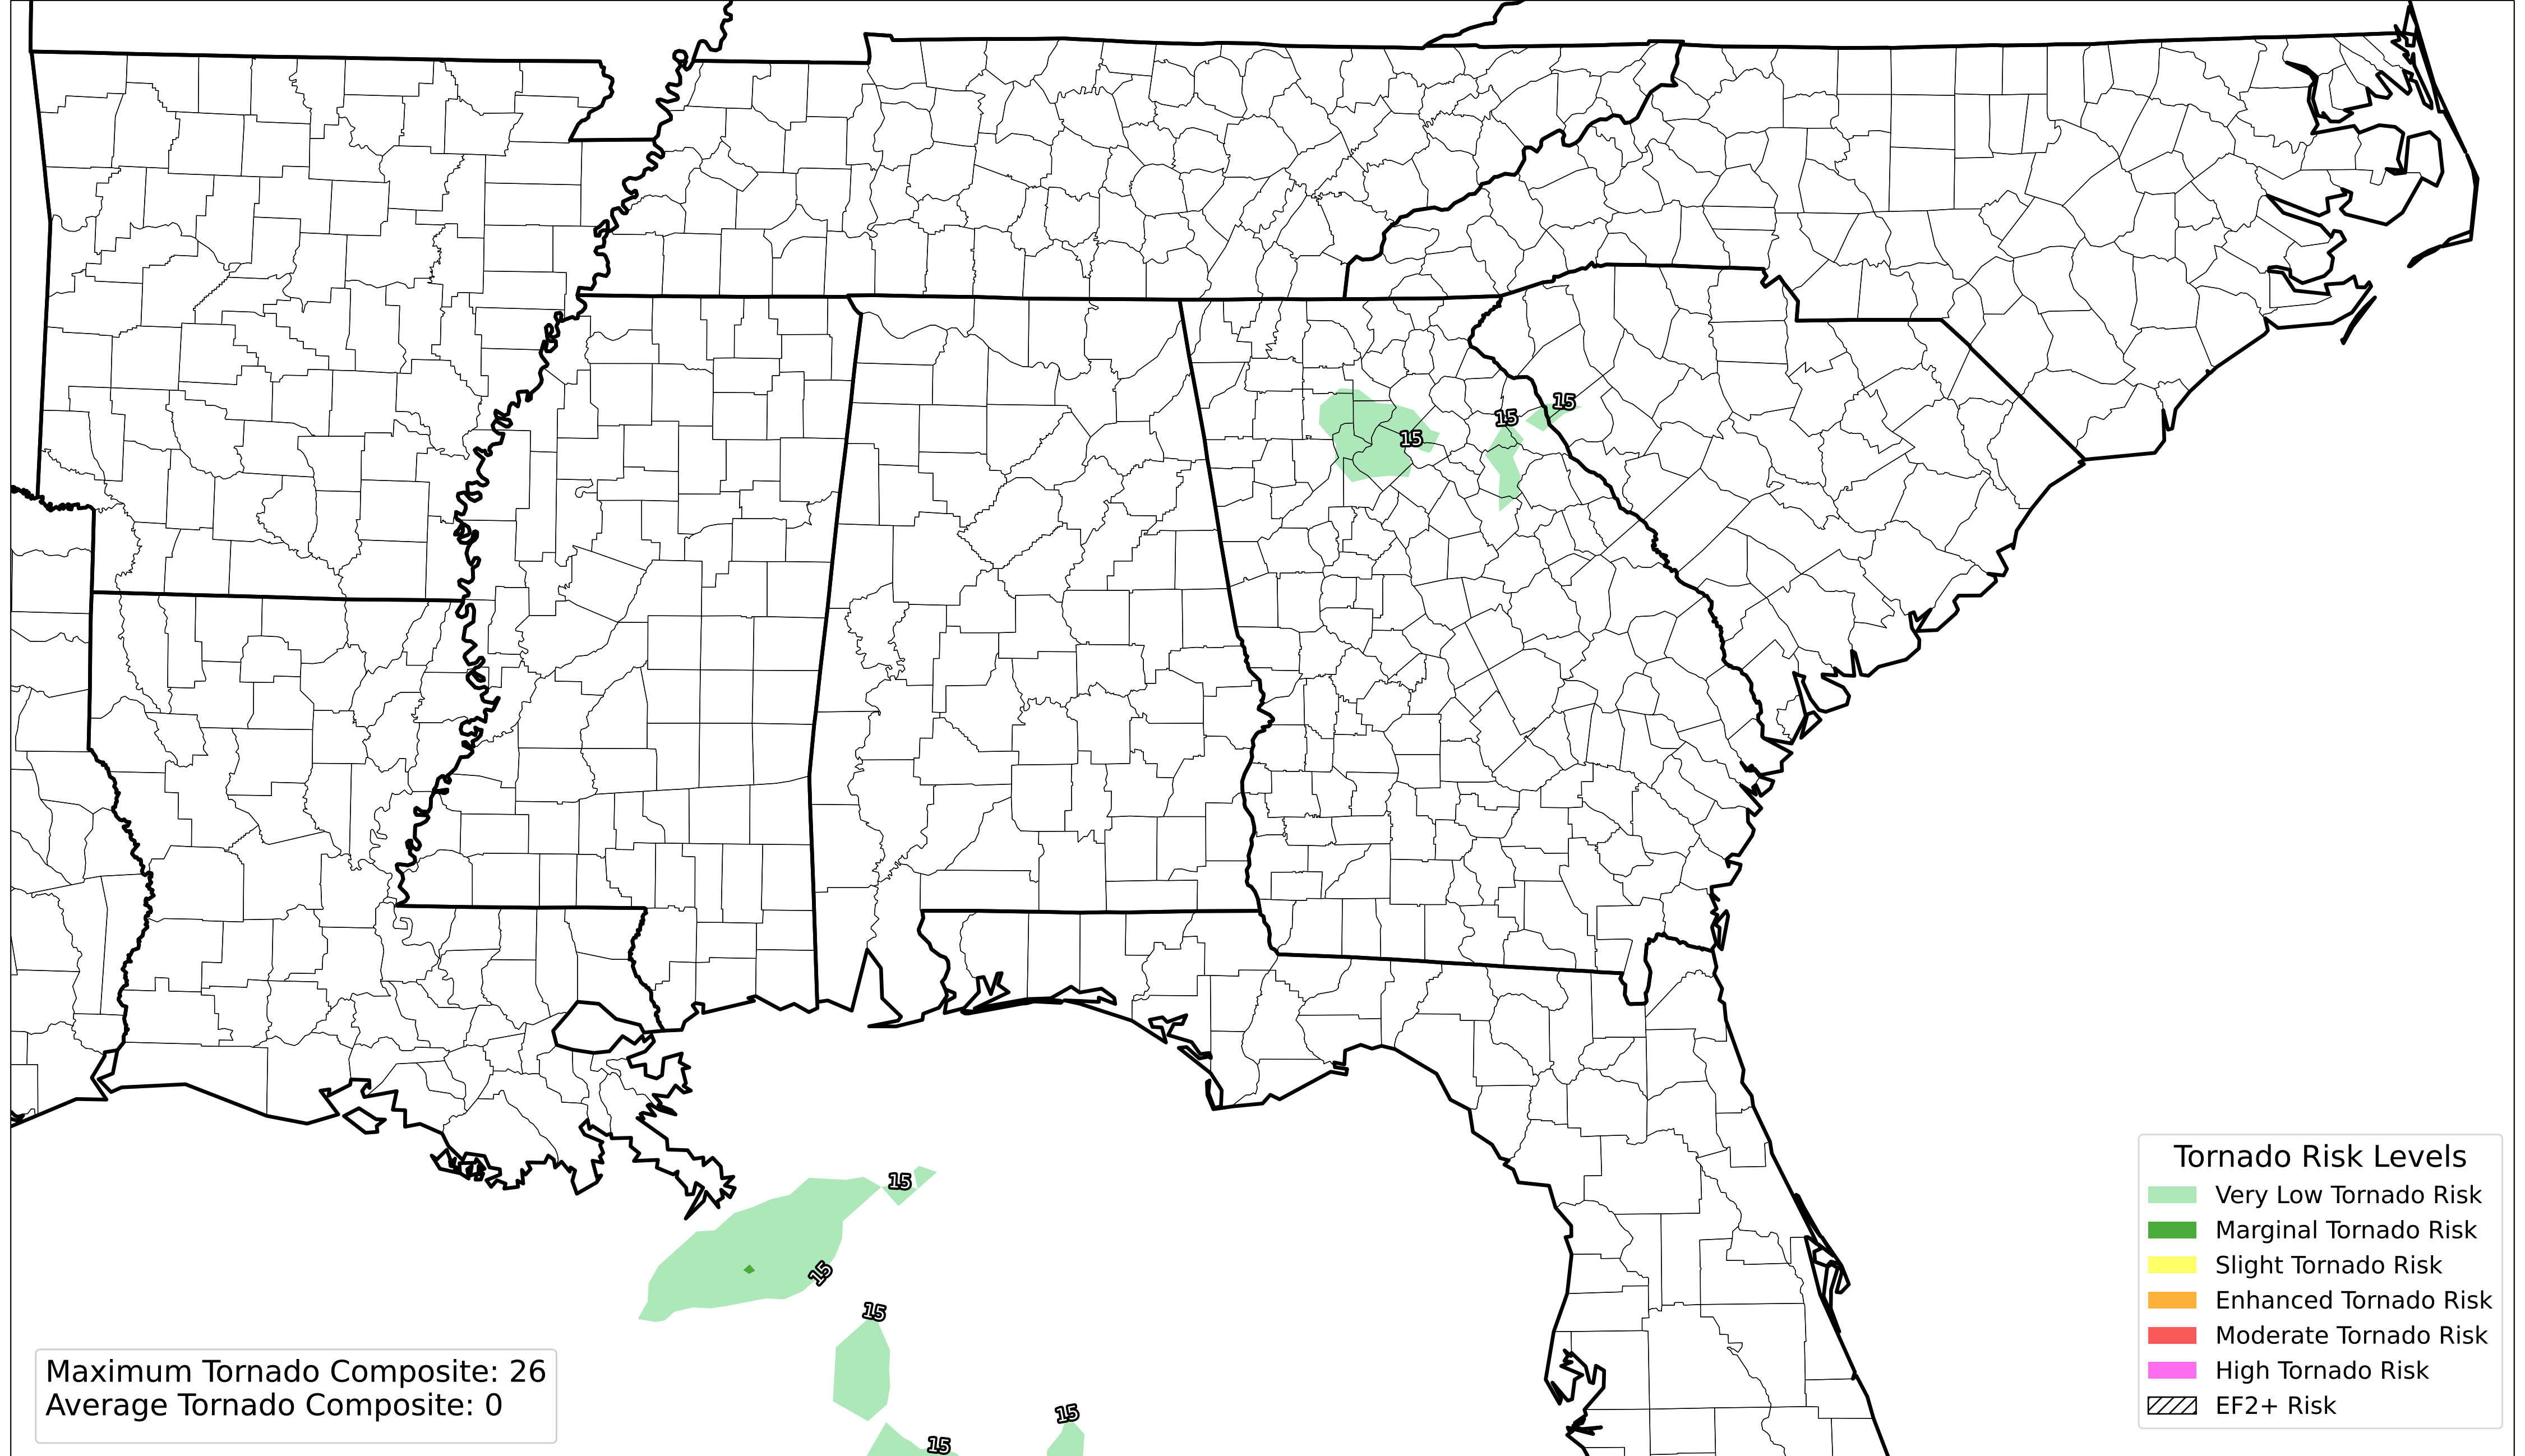 15
15
15
15
15
15
15
15
Tornado Risk Levels
Very Low Tornado Risk
Marginal Tornado Risk
Slight Tornado Risk
Enhanced Tornado Risk
Moderate Tornado Risk
High Tornado Risk
EF2+ Risk
Maximum Tornado Composite: 26
Average Tornado Composite: 0